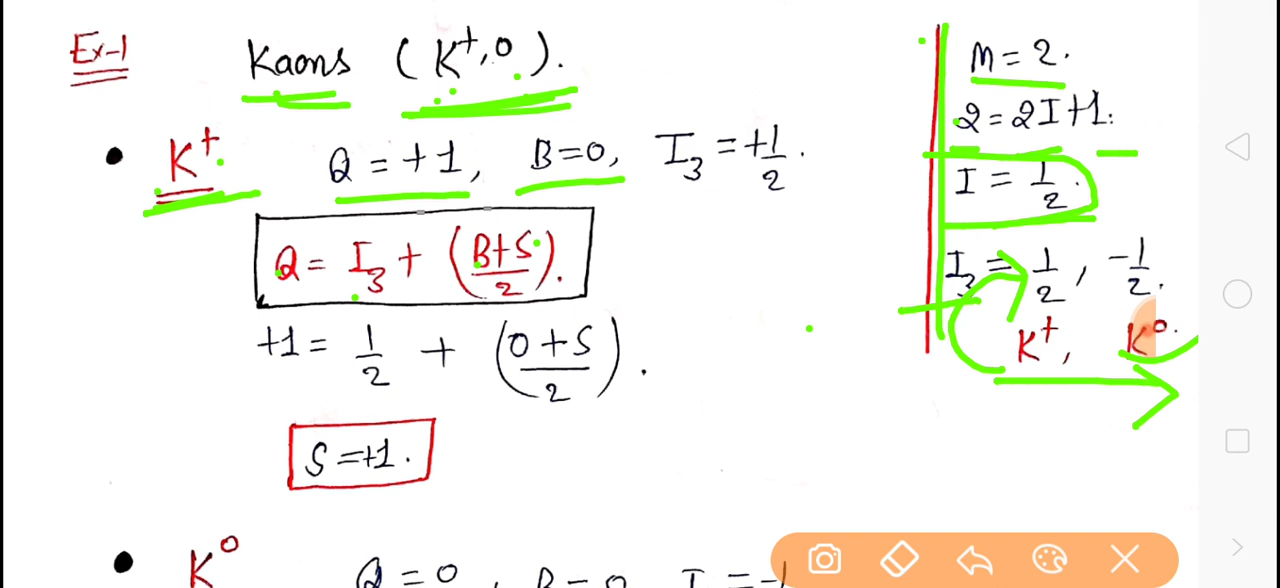 Ex-1
Kaons (K⁺,⁰).
• K⁺. Q = +1, B=0, I₃ = +1/2.
Q = I₃ + (B+S/2).
+1 = 1/2 + (0+S/2).
S = +1.
• K⁰ Q = 0, B = 0, I = -1
M = 2.
2 = 2I+1.
I = 1/2.
I₃ = 1/2, -1/2.
K⁺, K⁰.